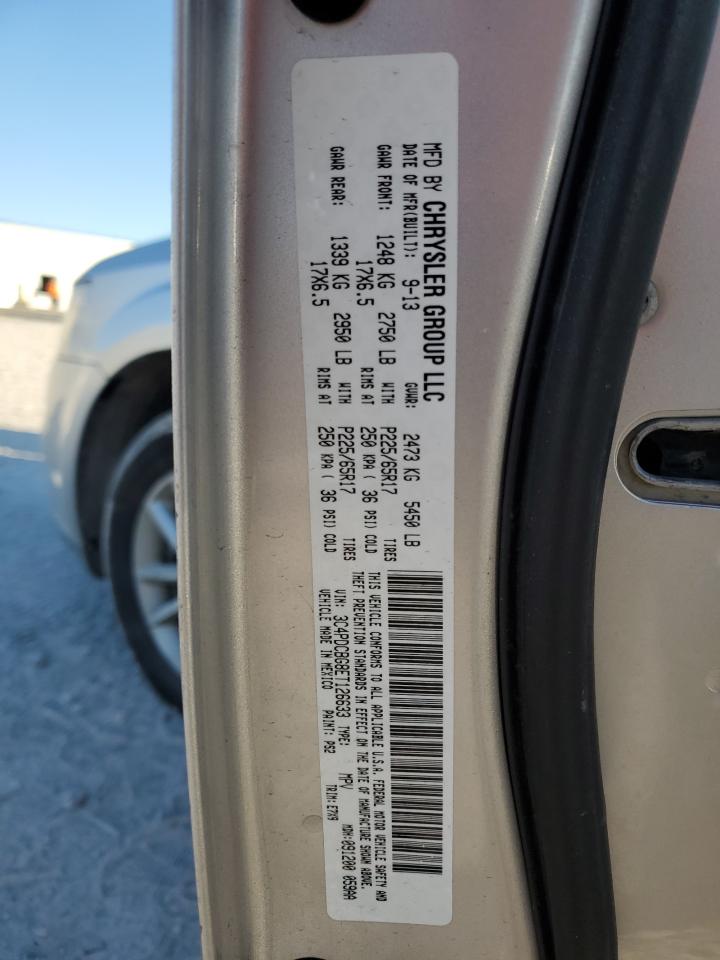 MFD BY CHRYSLER GROUP LLC
DATE OF MFR(BUILT): 9-13 GVWR: 2473 KG 5450 LB
GAWR FRONT: 1248 KG 2750 LB WITH P225/65R17 TIRES
17X6.5 RIMS AT 250 KPA ( 36 PSI) COLD
GAWR REAR: 1339 KG 2950 LB WITH P225/65R17 TIRES
17X6.5 RIMS AT 250 KPA ( 36 PSI) COLD
THIS VEHICLE CONFORMS TO ALL APPLICABLE U.S.A. FEDERAL MOTOR VEHICLE SAFETY AND
THEFT PREVENTION STANDARDS IN EFFECT ON THE DATE OF MANUFACTURE SHOWN ABOVE.
VIN: 3C4PDCBG8ET126633 TYPE: MPV MDH:091200 059AA
VEHICLE MADE IN MEXICO PAINT: PS2 TRIM: E7X9